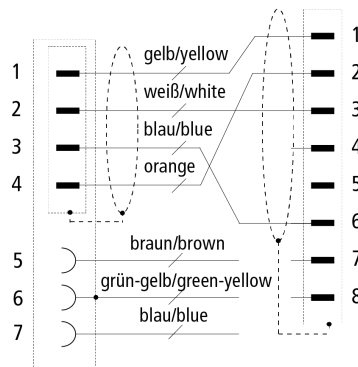 gelb/yellow
weiß/white
blau/blue
orange
braun/brown
grün-gelb/green-yellow
blau/blue
1
2
3
4
5
6
7
1
2
3
4
5
6
7
8